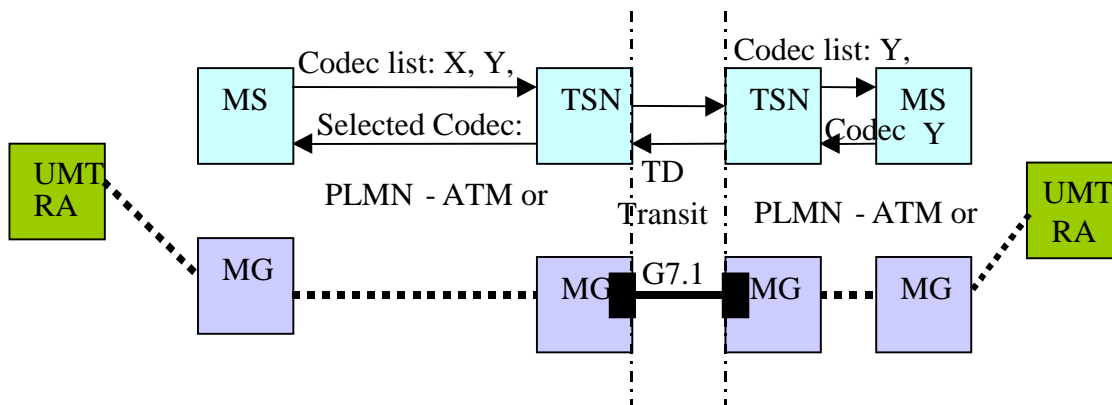 Codec list: X, Y,
Codec list: Y,
MS
TSN
TSN
MS
Selected Codec:
Codec Y
UMT
RA
TD
Transit
PLMN - ATM or
PLMN - ATM or
UMT
RA
MG
MG
G7.1
MG
MG